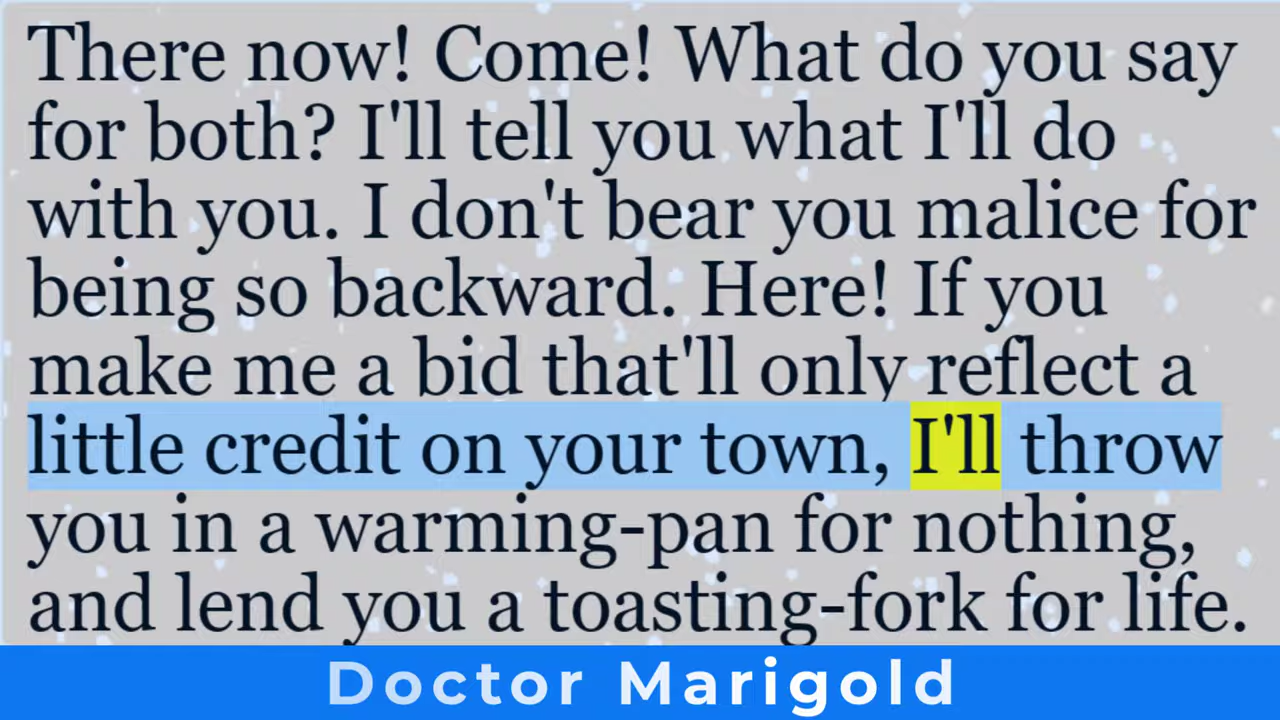 There now! Come! What do you say
for both? I'll tell you what I'll do
with you. I don't bear you malice for
being so backward. Here! If you
make me a bid that'll only reflect a
little credit on your town, I'll throw
you in a warming-pan for nothing,
and lend you a toasting-fork for life.
Doctor Marigold